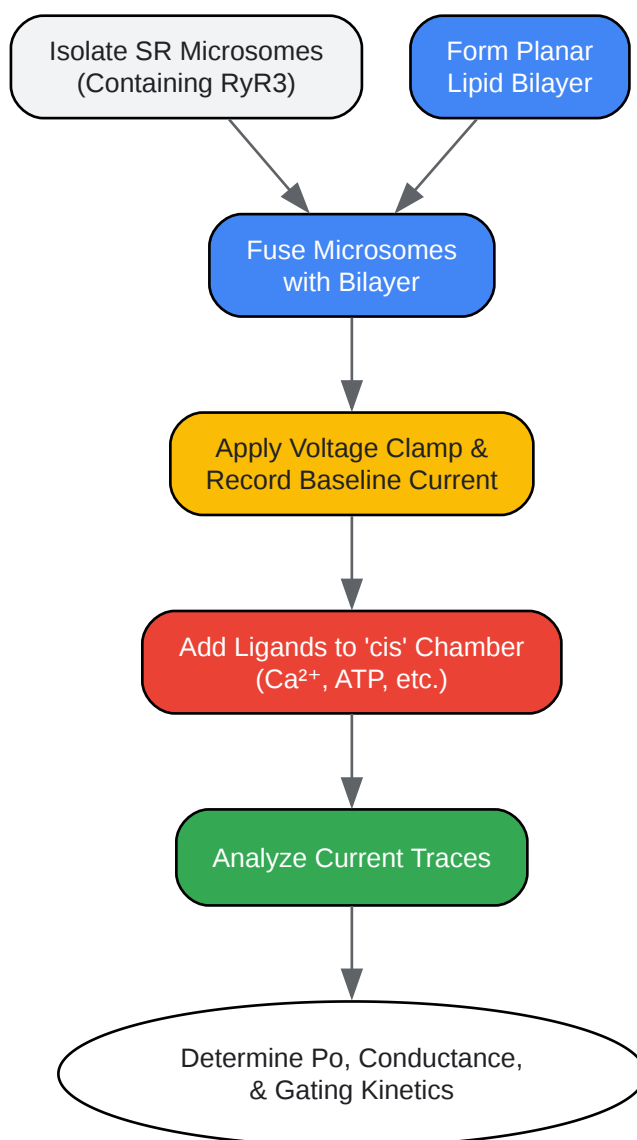 Isolate SR Microsomes
(Containing RyR3)
Form Planar
Lipid Bilayer
Fuse Microsomes
with Bilayer
Apply Voltage Clamp &
Record Baseline Current
Add Ligands to 'cis' Chamber
(Ca²⁺, ATP, etc.)
Analyze Current Traces
Determine Po, Conductance,
& Gating Kinetics